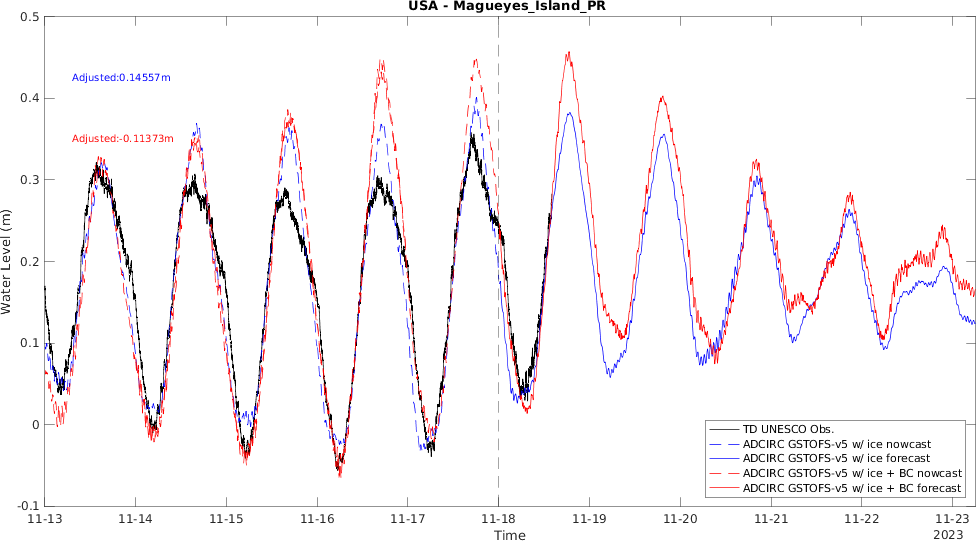 USA - Magueyes_Island_PR
0.5
Adjusted:0.14557m
0.4
Adjusted:-0.11373m
0.3
Water Level (m)
0.2
0.1
0
-0.1
TD UNESCO Obs.
ADCIRC GSTOFS-v5 w/ ice nowcast
ADCIRC GSTOFS-v5 w/ ice forecast
ADCIRC GSTOFS-v5 w/ice + BC nowcast
ADCIRC GSTOFS-v5 w/ice + BC forecast
11-13 11-14 11-15 11-16 11-17 11-18 11-19 11-20 11-21 11-22 11-23
Time
2023